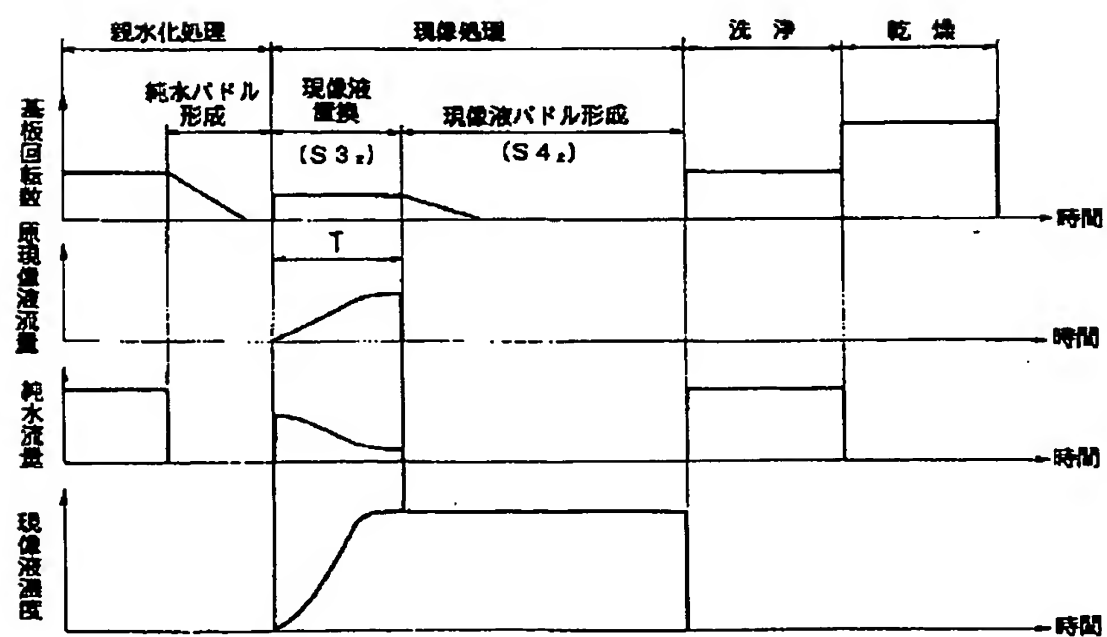 親水化処理
現像処理
洗浄
乾燥
純水パドル
形成
現像液
置換
(S3₂)
現像液パドル形成
(S4₂)
基板回転数
時間
T
原現像液流量
時間
純水流量
時間
現像液濃度
時間